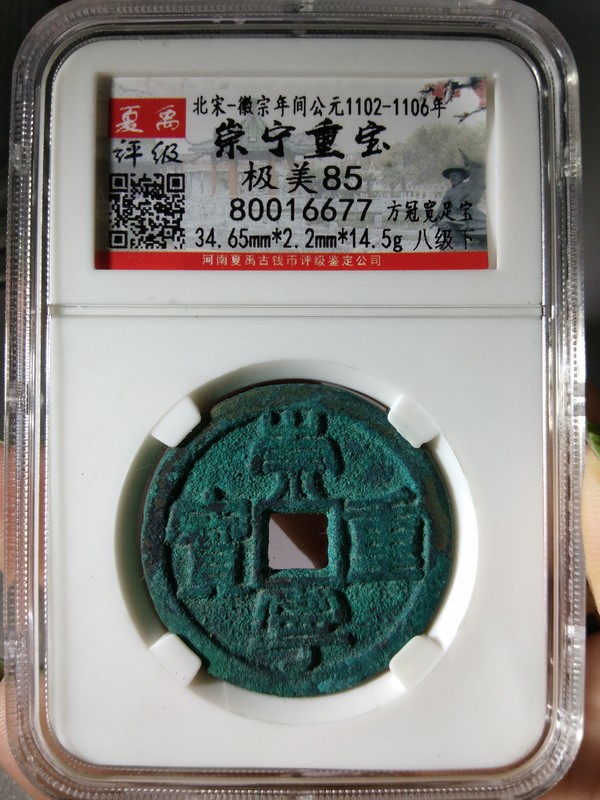 北宋-徽宗年间公元1102-1106年
夏禹
评级
崇宁重宝
极美85
80016677 方冠宽足宝
34.65mm*2.2mm*14.5g 八级下
河南夏禹古钱币评级鉴定公司
崇寧重寶